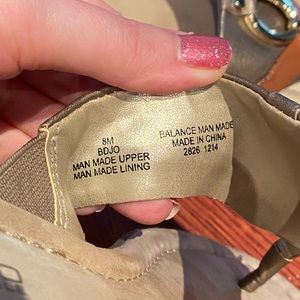 8M
BDJO
MAN MADE UPPER
MAN MADE LINING
BALANCE MAN MADE
MADE IN CHINA
2826 1214